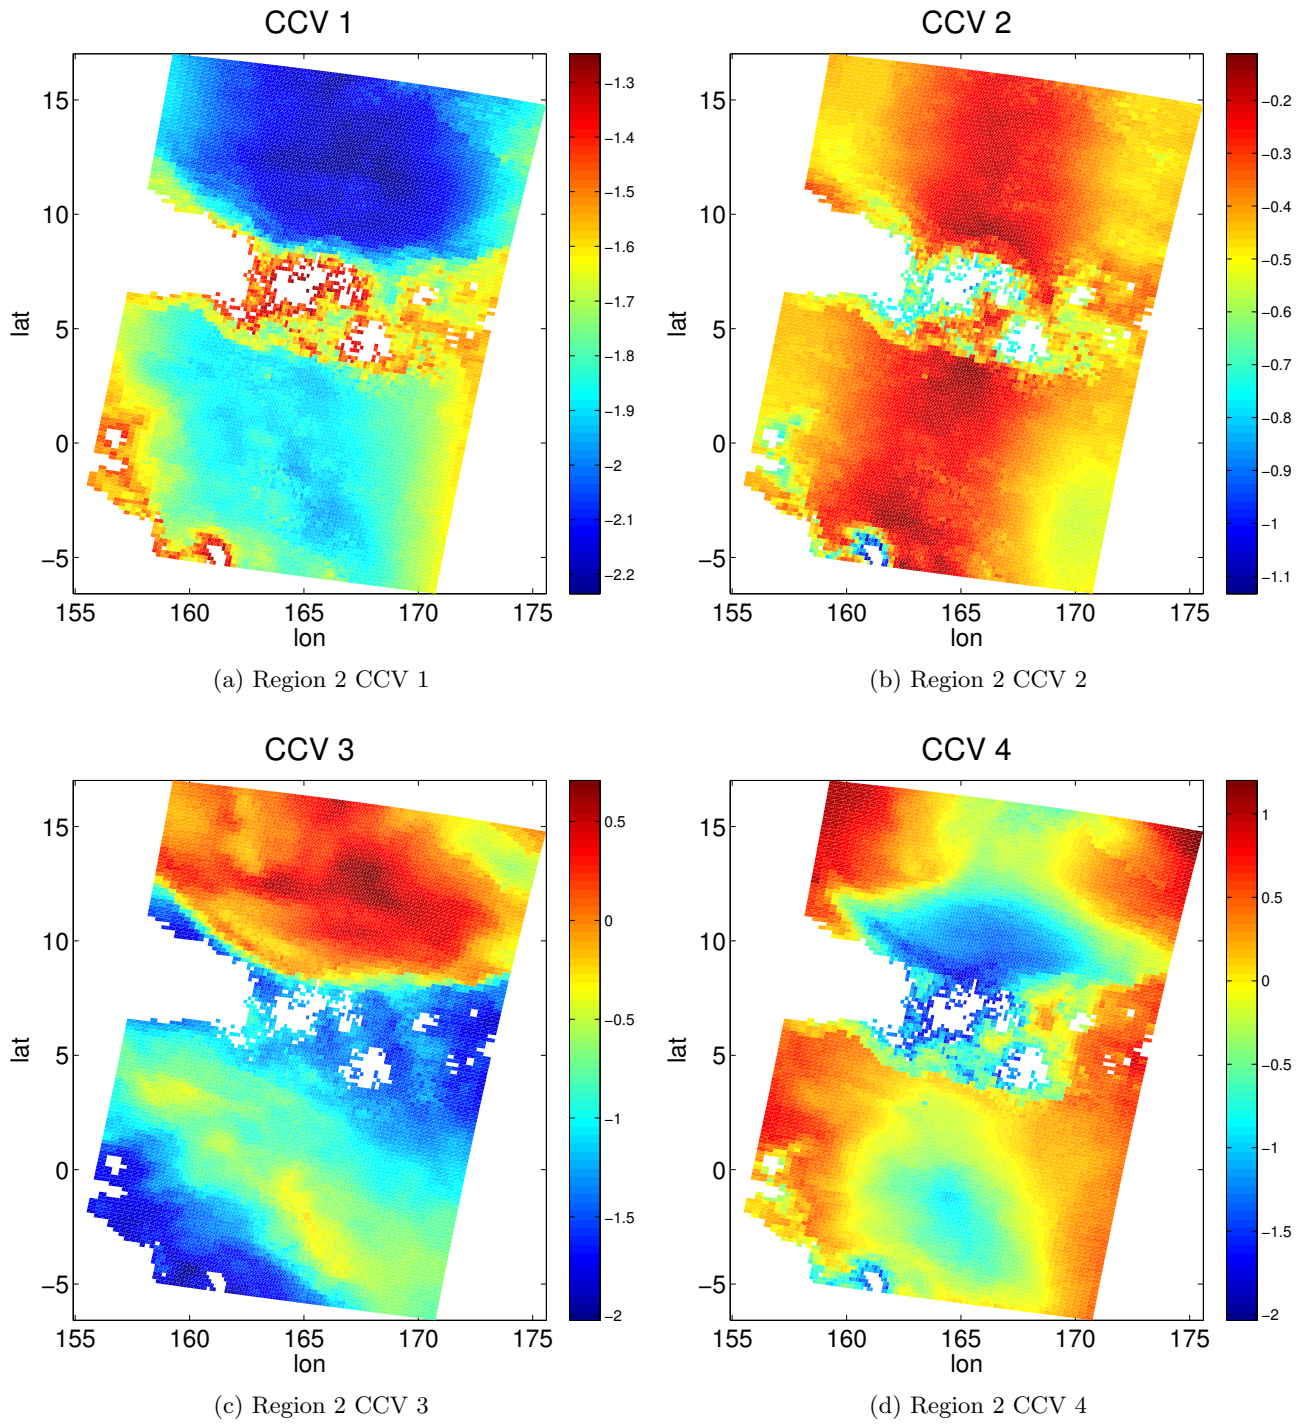 CCV 1
CCV 2
15
10
5
0
−5
lat
155 160 165 170 175
lon
−1.3
−1.4
−1.5
−1.6
−1.7
−1.8
−1.9
−2
−2.1
−2.2
15
10
5
0
−5
lat
155 160 165 170 175
lon
−0.2
−0.3
−0.4
−0.5
−0.6
−0.7
−0.8
−0.9
−1
−1.1
(a) Region 2 CCV 1
(b) Region 2 CCV 2
CCV 3
CCV 4
15
10
5
0
−5
lat
155 160 165 170 175
lon
0.5
0
−0.5
−1
−1.5
−2
15
10
5
0
−5
lat
155 160 165 170 175
lon
1
0.5
0
−0.5
−1
−1.5
−2
(c) Region 2 CCV 3
(d) Region 2 CCV 4